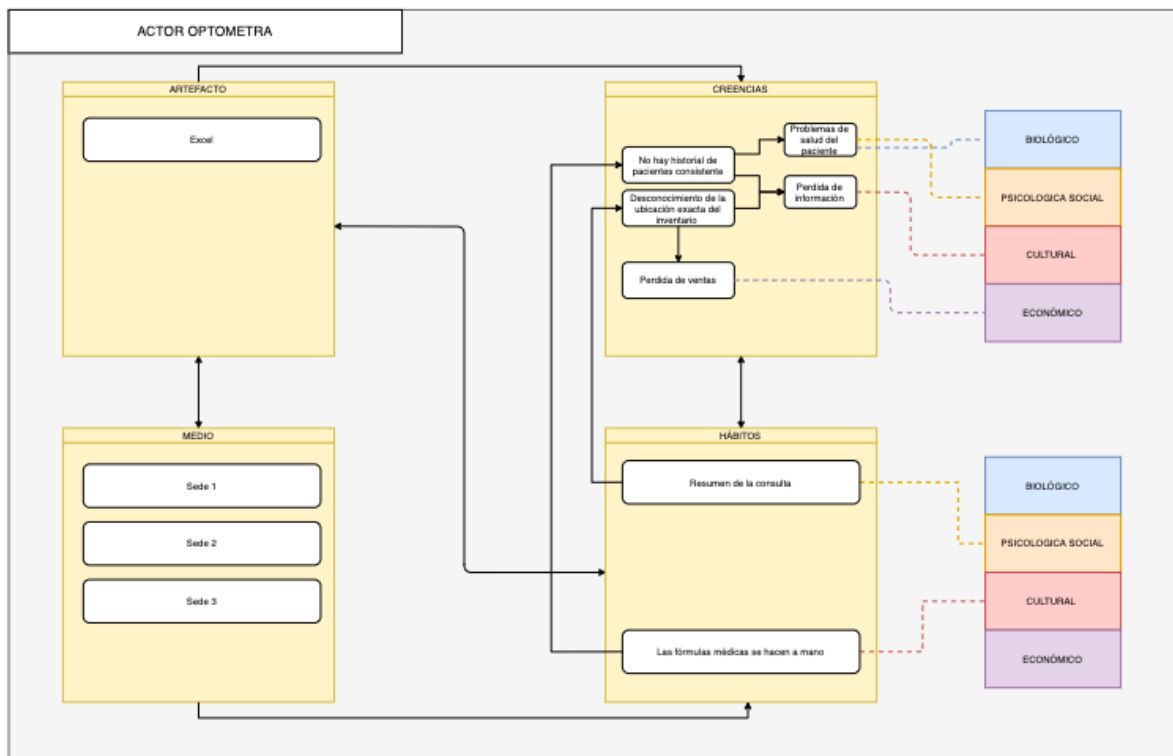 ACTOR OPTOMETRA
ARTEFACTO
Excel
CREENCIAS
Problemas de
salud del
paciente
No hay historial de
pacientes consistente
Perdida de
información
Desconocimiento de la
ubicación exacta del
inventario
Perdida de ventas
BIOLÓGICO
PSICOLOGICA SOCIAL
CULTURAL
ECONÓMICO
MEDIO
Sede 1
Sede 2
Sede 3
HÁBITOS
Resumen de la consulta
Las fórmulas médicas se hacen a mano
BIOLÓGICO
PSICOLOGICA SOCIAL
CULTURAL
ECONÓMICO